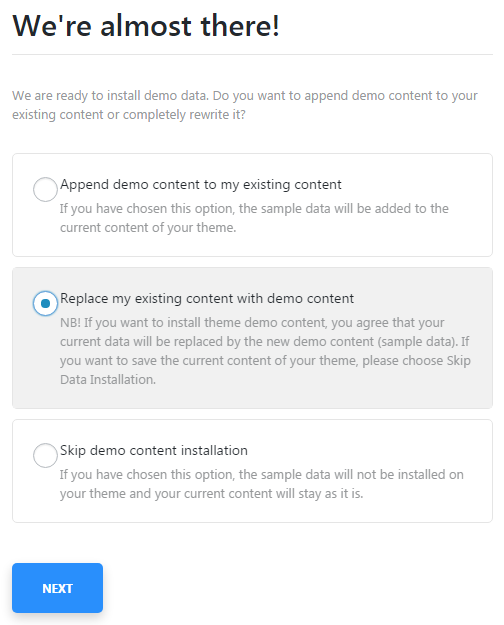 We're almost there!
We are ready to install demo data. Do you want to append demo content to your
existing content or completely rewrite it?
Append demo content to my existing content
If you have chosen this option, the sample data will be added to the
current content of your theme.
Replace my existing content with demo content
NB! If you want to install theme demo content, you agree that your
current data will be replaced by the new demo content (sample data). If
you want to save the current content of your theme, please choose Skip
Data Installation.
Skip demo content installation
If you have chosen this option, the sample data will not be installed on
your theme and your current content will stay as it is.
NEXT